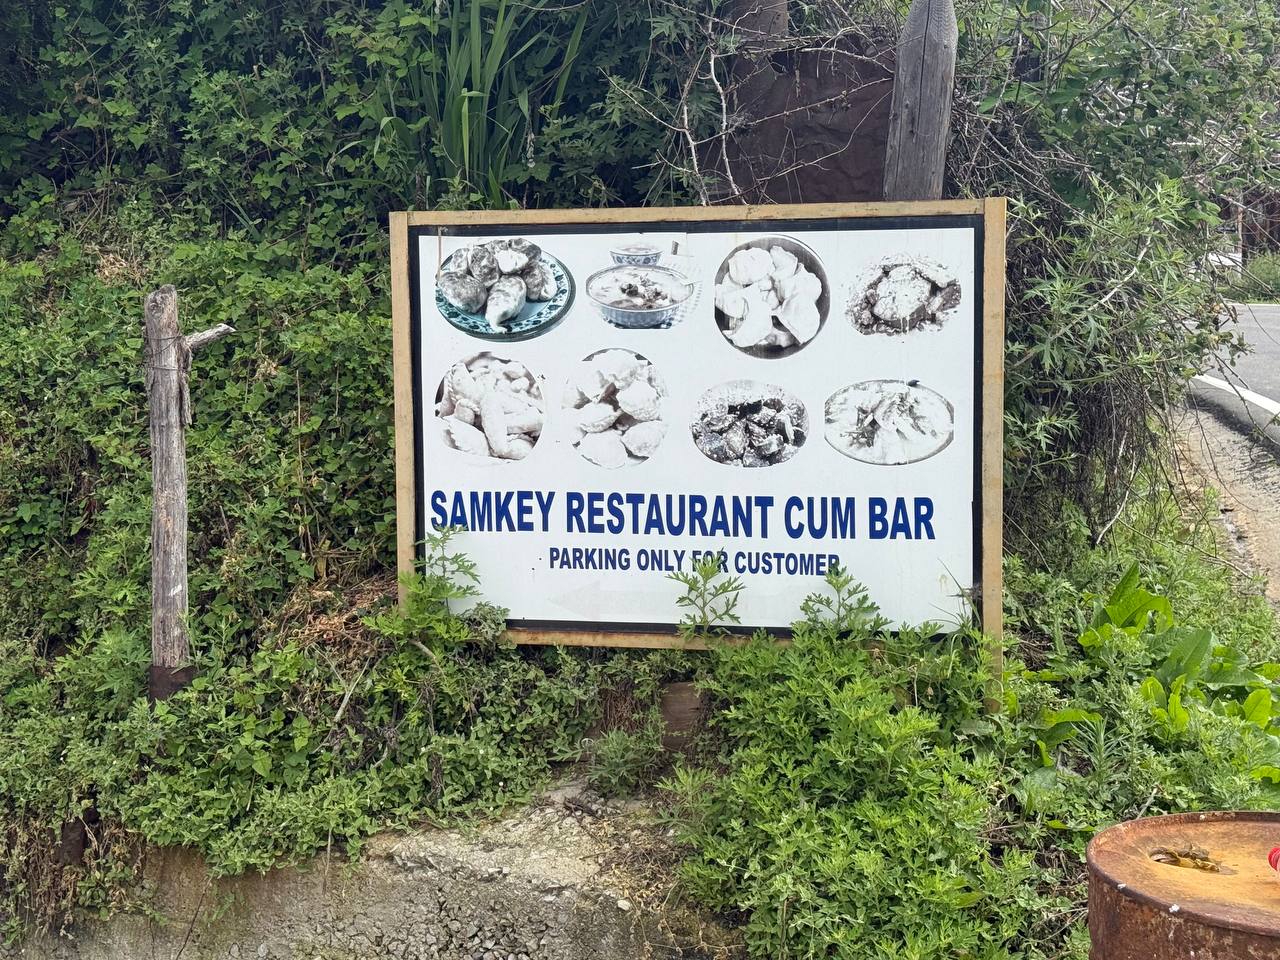 SAMKEY RESTAURANT CUM BAR
PARKING ONLY FOR CUSTOMER